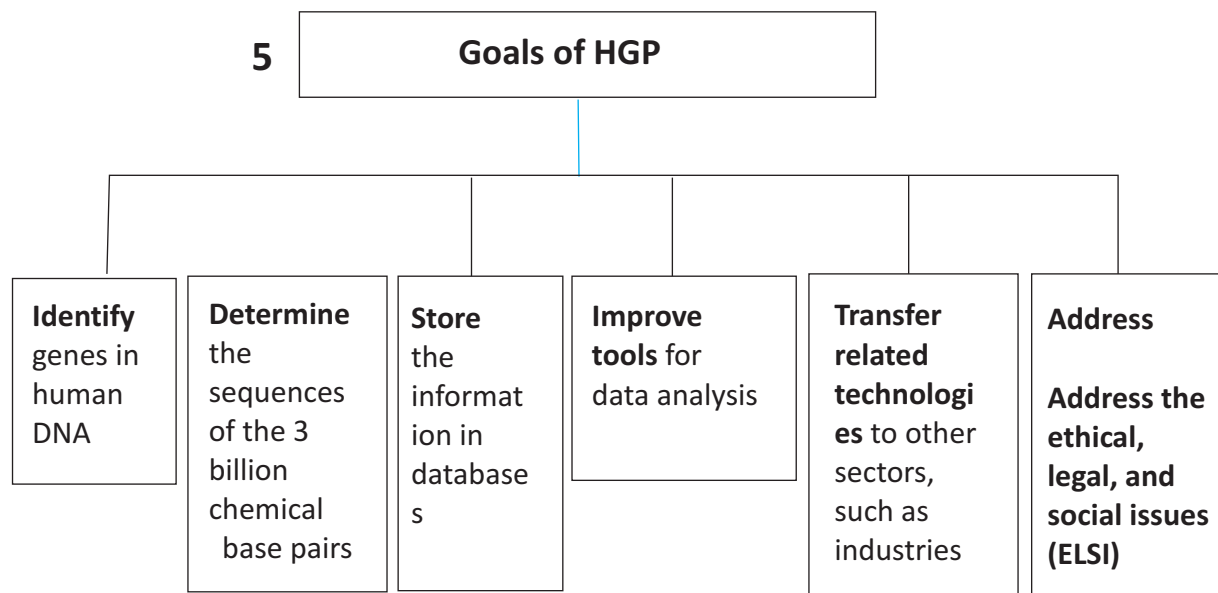 5
Goals of HGP
Identify
genes in
human
DNA
Determine
the
sequences
of the 3
billion
chemical
base pairs
Store
the
informat
ion in
database
s
Improve
tools for
data analysis
Transfer
related
technologi
es to other
sectors,
such as
industries
Address
Address the
ethical,
legal, and
social issues
(ELSI)